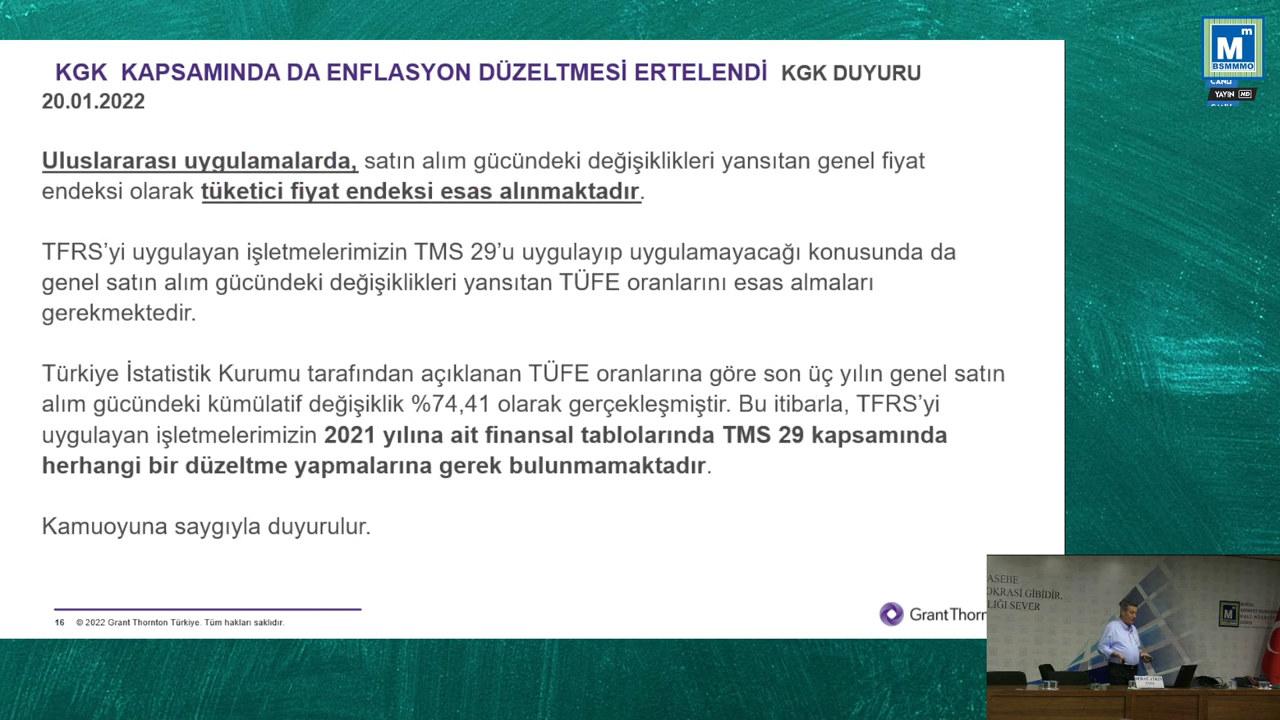 KGK KAPSAMINDA DA ENFLASYON DÜZELTMESİ ERTELENDİ KGK DUYURU
20.01.2022
Uluslararası uygulamalarda, satın alım gücündeki değişiklikleri yansıtan genel fiyat
endeksi olarak tüketici fiyat endeksi esas alınmaktadır.
TFRS’yi uygulayan işletmelerimizin TMS 29’u uygulayıp uygulamayacağı konusunda da
genel satın alım gücündeki değişiklikleri yansıtan TÜFE oranlarını esas almaları
gerekmektedir.
Türkiye İstatistik Kurumu tarafından açıklanan TÜFE oranlarına göre son üç yılın genel satın
alım gücündeki kümülatif değişiklik %74,41 olarak gerçekleşmiştir. Bu itibarla, TFRS’yi
uygulayan işletmelerimizin 2021 yılına ait finansal tablolarında TMS 29 kapsamında
herhangi bir düzeltme yapmalarına gerek bulunmamaktadır.
Kamuoyuna saygıyla duyurulur.
16 © 2022 Grant Thornton Türkiye. Tüm hakları saklıdır.
GrantThorn
M m
BSMMMO
CANLI
YAYIN HD
ASEBE
OKRASİ GİBİDİR.
LIĞI SEVER